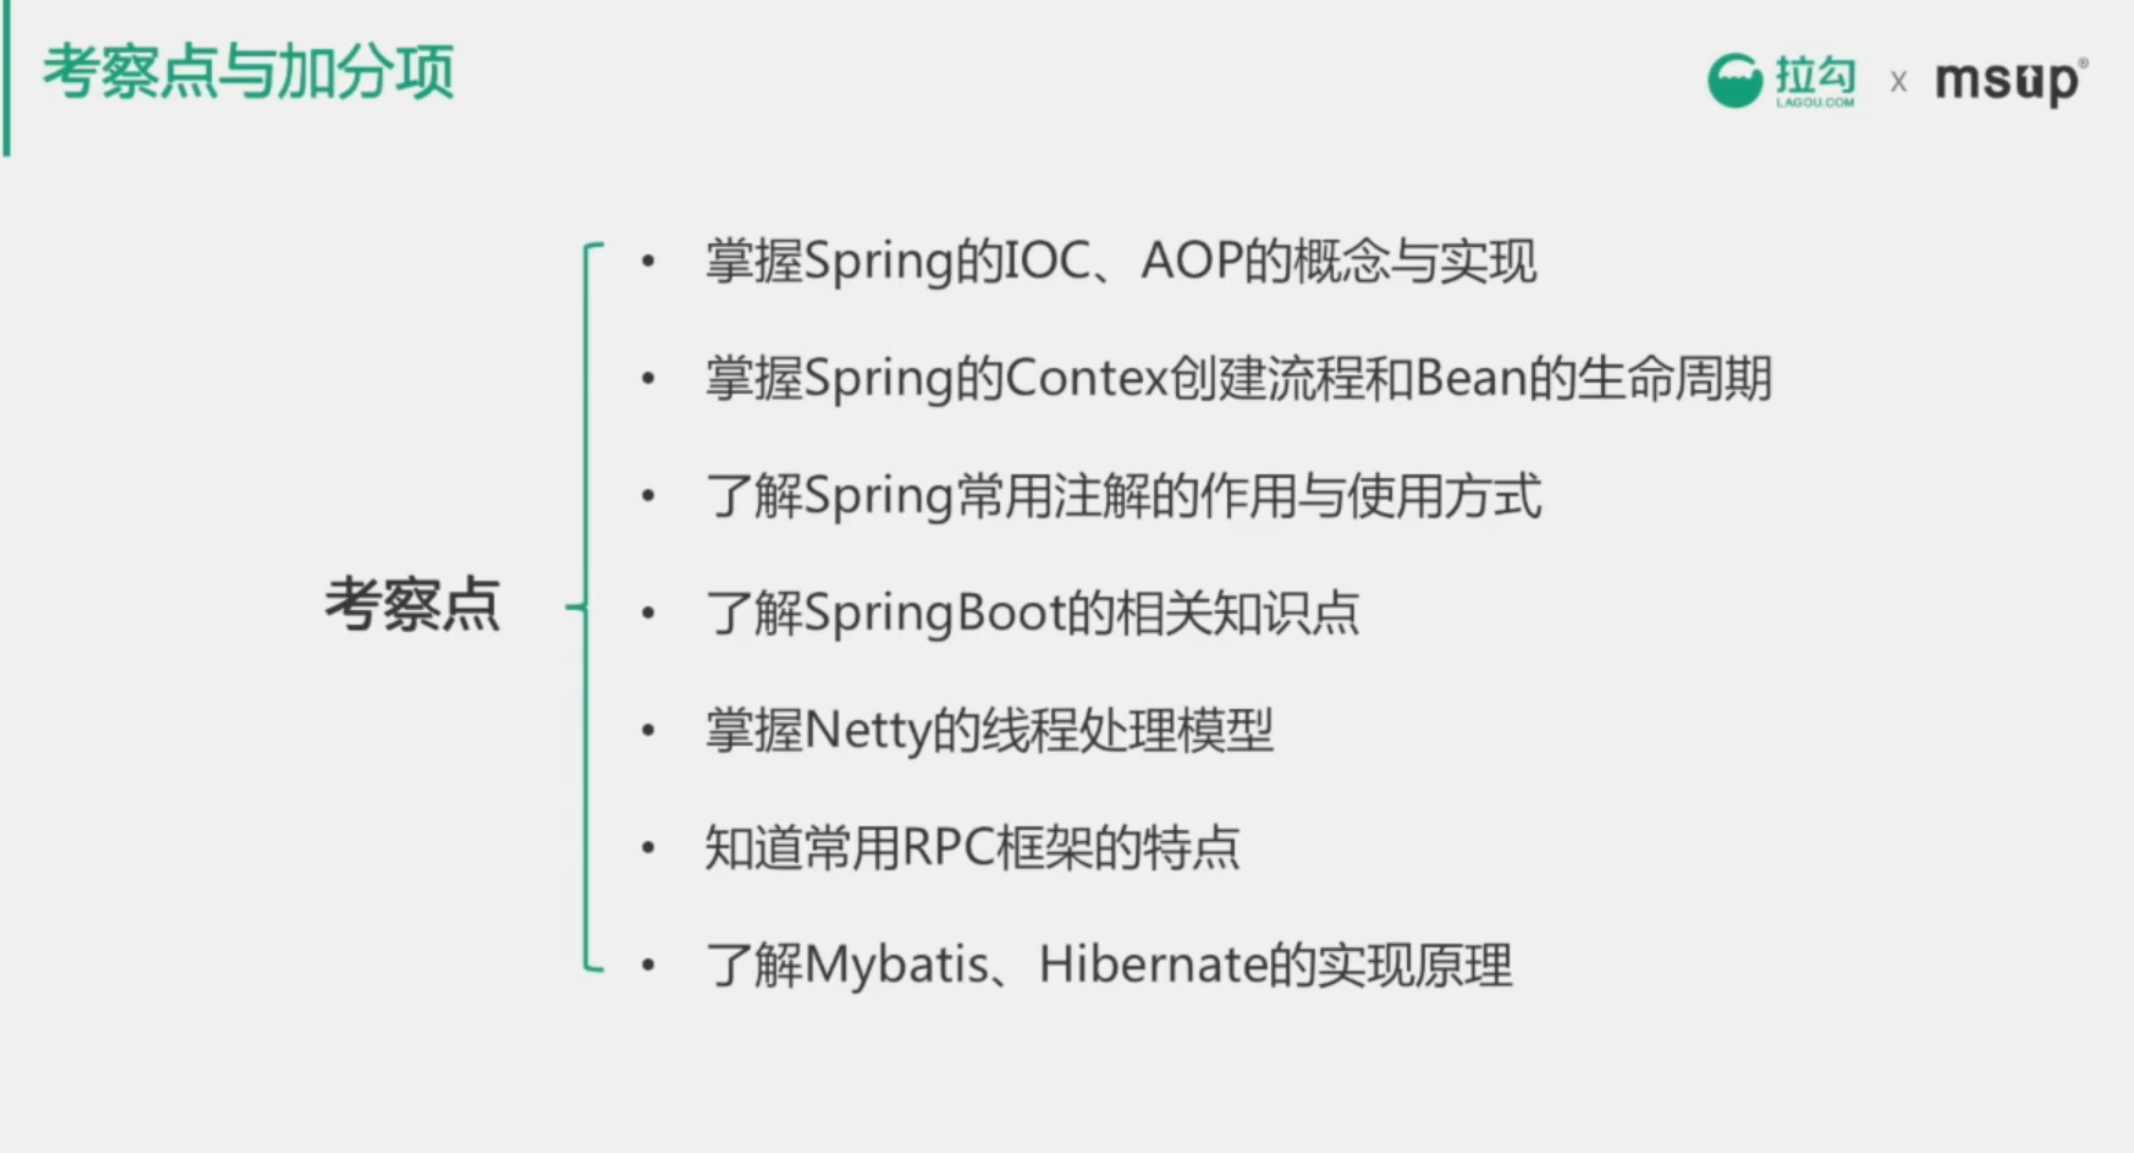 考察点与加分项
拉勾
LAGOU.COM
x
msup®
考察点
• 掌握Spring的IOC、AOP的概念与实现
• 掌握Spring的Contex创建流程和Bean的生命周期
• 了解Spring常用注解的作用与使用方式
• 了解SpringBoot的相关知识点
• 掌握Netty的线程处理模型
• 知道常用RPC框架的特点
• 了解Mybatis、Hibernate的实现原理